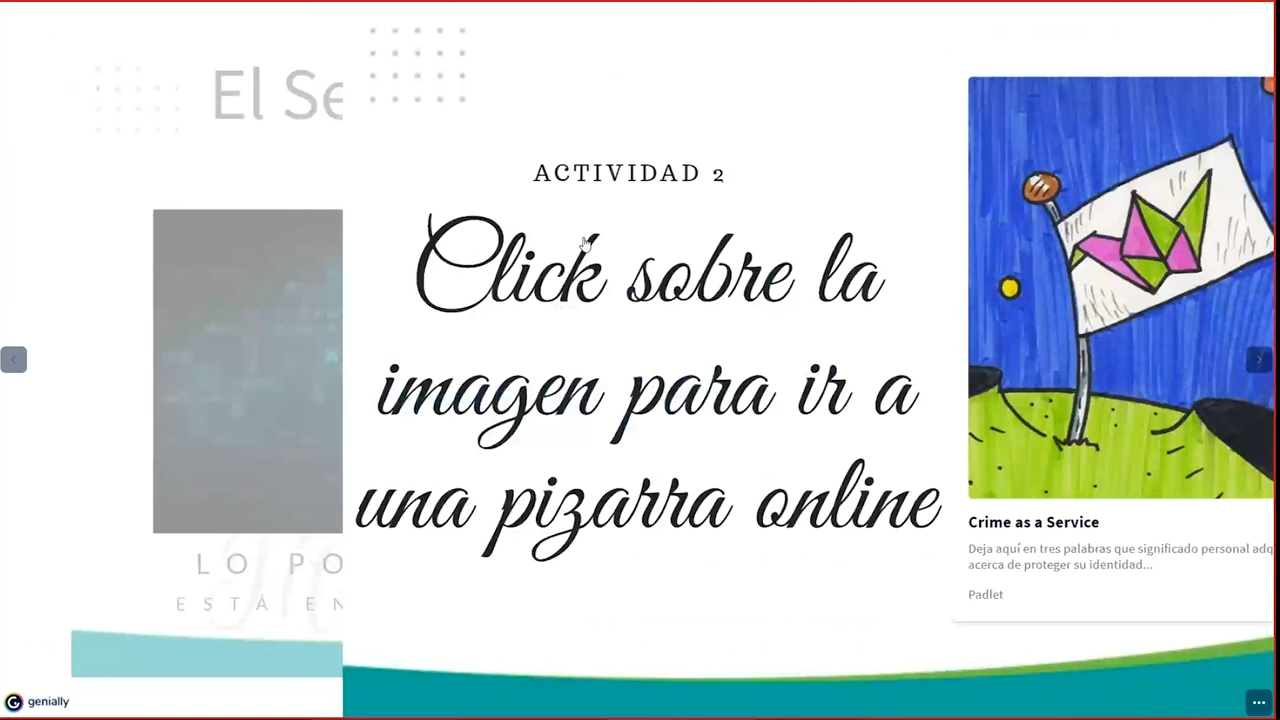 El Se
ACTIVIDAD 2
Click sobre la
imagen para ir a
una pizarra online
LO PO
ESTÁ EN
Crime as a Service
Deja aquí en tres palabras que significado personal adq
acerca de proteger su identidad...
Padlet
genially